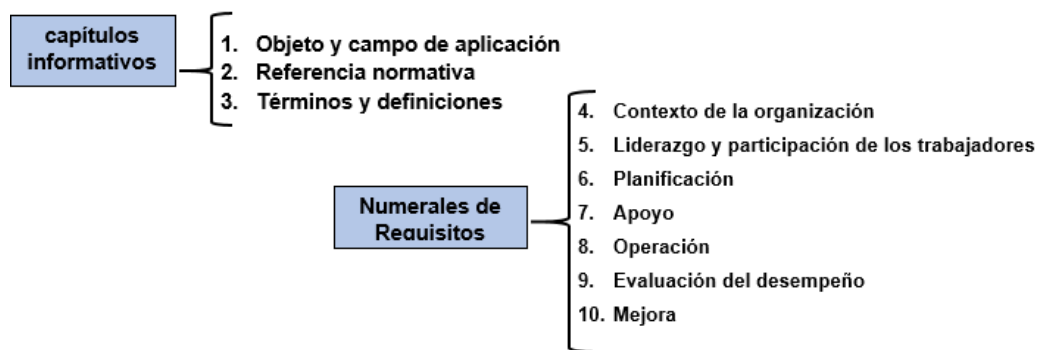 capítulos
informativos
1. Objeto y campo de aplicación
2. Referencia normativa
3. Términos y definiciones
Numerales de
Requisitos
4. Contexto de la organización
5. Liderazgo y participación de los trabajadores
6. Planificación
7. Apoyo
8. Operación
9. Evaluación del desempeño
10. Mejora